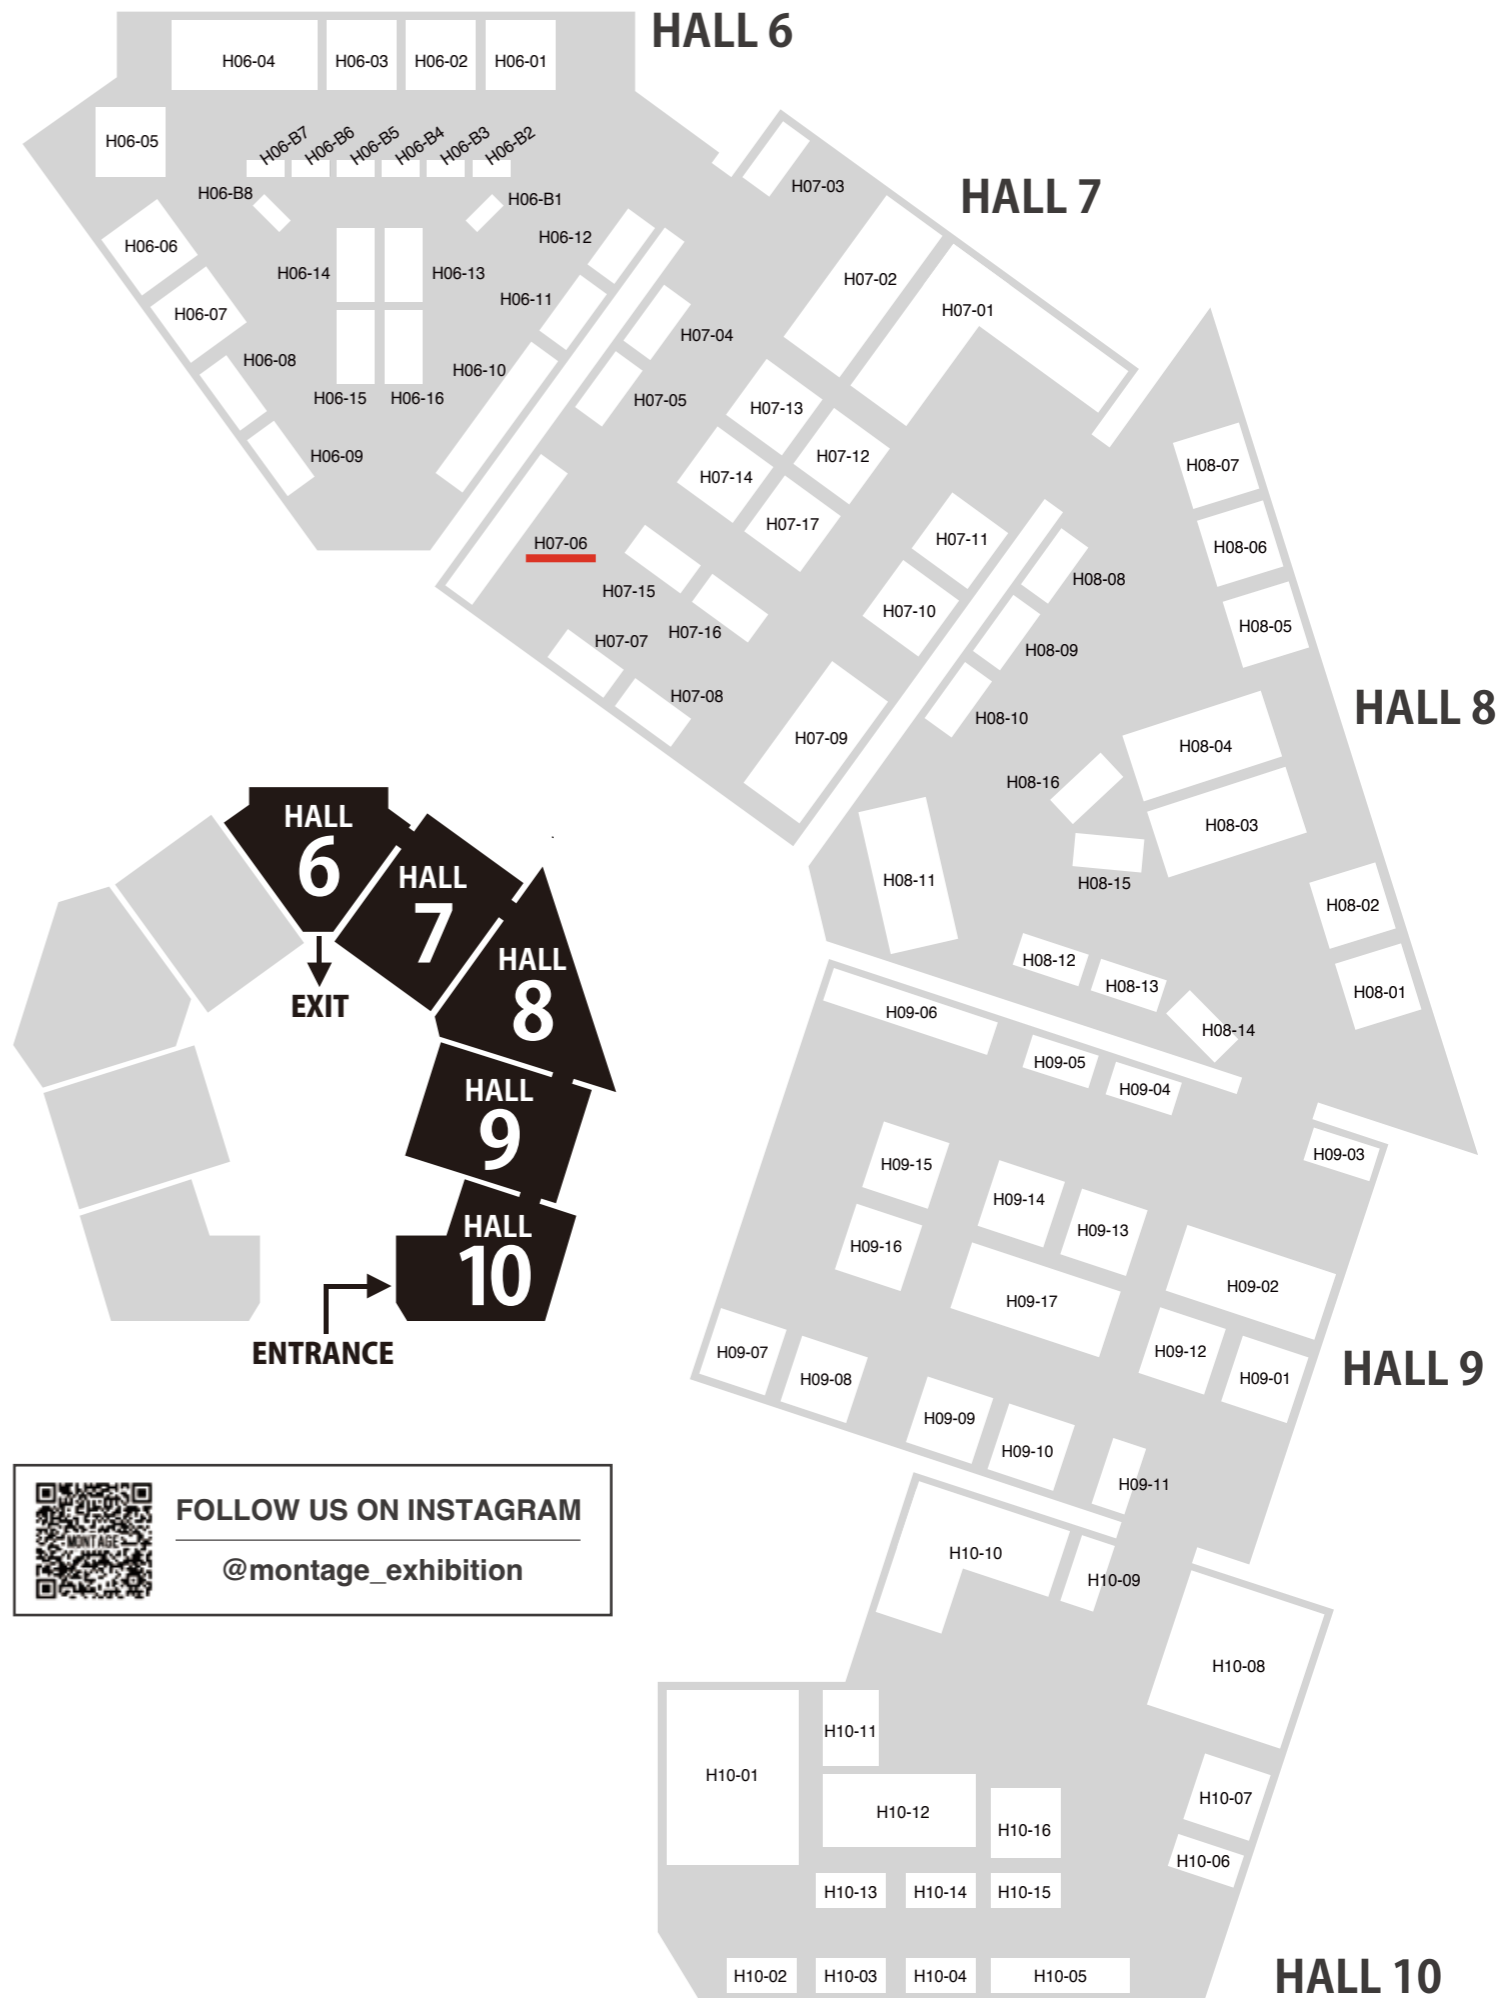 HALL 6
H06-04
H06-03
H06-02
H06-01
H06-05
H06-B7
H06-B6
H06-B5
H06-B4
H06-B3
H06-B2
H06-B8
H06-B1
H06-06
H06-12
H06-14
H06-13
H06-11
H06-07
H06-08
H06-10
H06-15
H06-16
H06-09
HALL 7
H07-03
H07-02
H07-01
H07-04
H07-05
H07-13
H07-12
H07-14
H07-17
H07-06
H07-11
H07-15
H07-10
H07-16
H07-07
H07-08
H07-09
HALL 8
H08-07
H08-06
H08-08
H08-05
H08-09
H08-10
H08-04
H08-16
H08-03
H08-11
H08-15
H08-02
H08-12
H08-13
H08-01
H08-14
HALL
6
HALL
7
HALL
8
EXIT
HALL
9
HALL
10
ENTRANCE
H09-06
H09-05
H09-04
H09-03
H09-15
H09-14
H09-13
H09-16
H09-02
H09-17
H09-07
H09-12
H09-08
H09-01
HALL 9
H09-09
H09-10
H09-11
FOLLOW US ON INSTAGRAM
@montage_exhibition
MONTAGE
H10-10
H10-09
H10-08
H10-11
H10-01
H10-12
H10-07
H10-16
H10-06
H10-13
H10-14
H10-15
H10-02
H10-03
H10-04
H10-05
HALL 10